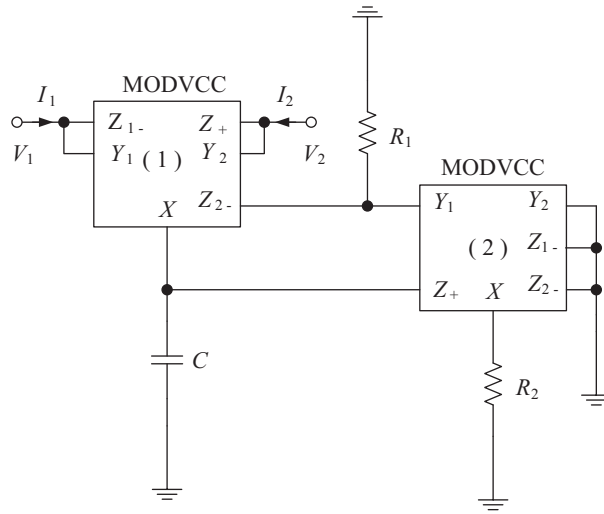 MODVCC
I1
I2
Z1-
Z+
V1
Y1
(1)
Y2
V2
R1
X
Z2-
MODVCC
Y1
Y2
(2)
Z1-
Z+
X
Z2-
C
R2